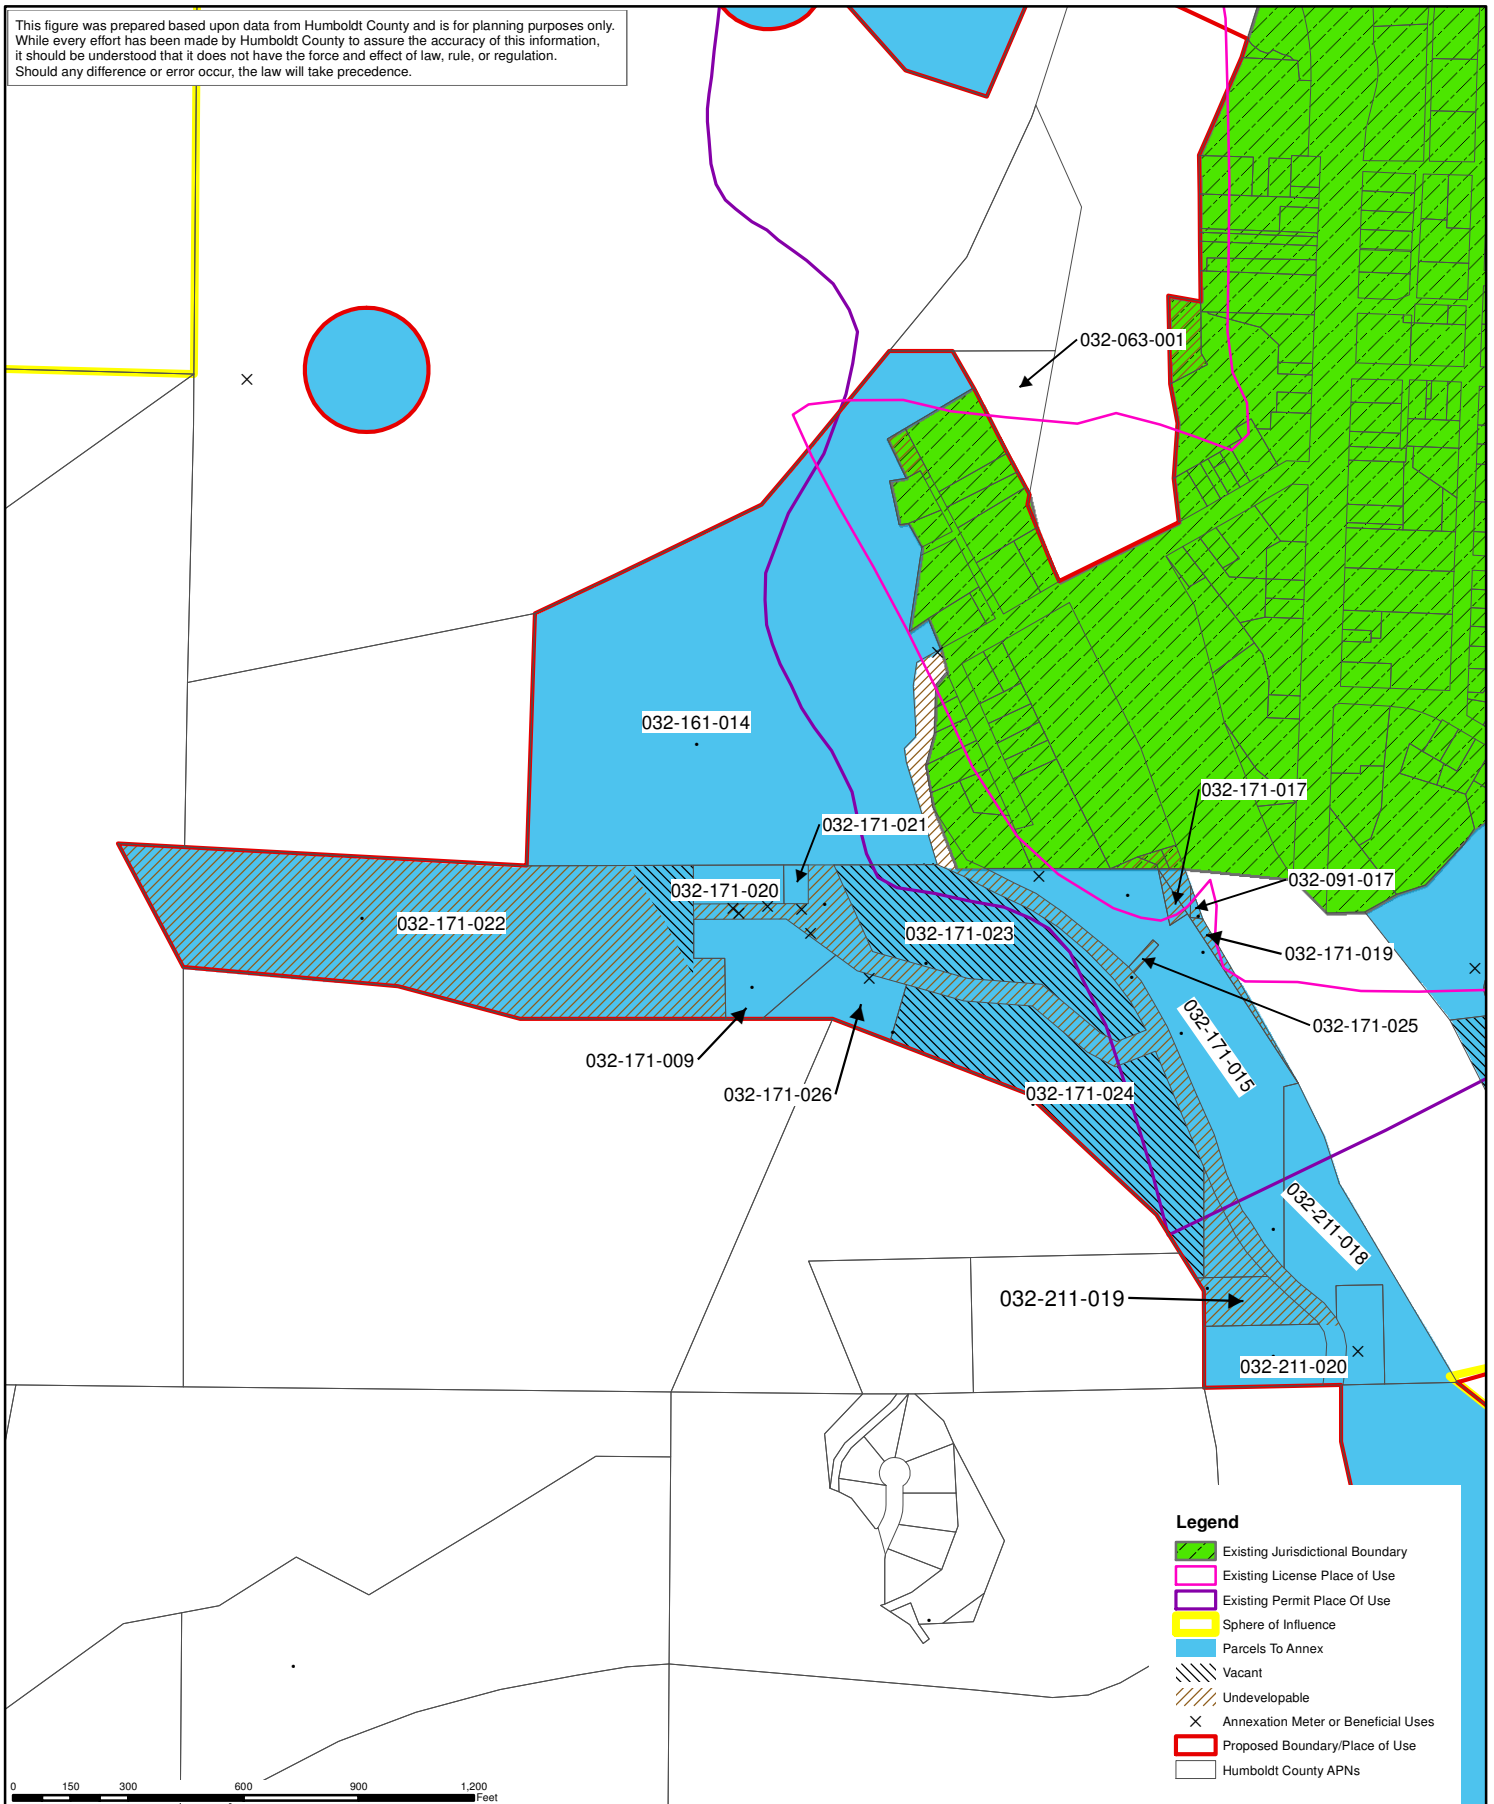 This figure was prepared based upon data from Humboldt County and is for planning purposes only.
While every effort has been made by Humboldt County to assure the accuracy of this information,
it should be understood that it does not have the force and effect of law, rule, or regulation.
Should any difference or error occur, the law will take precedence.
032-063-001
032-161-014
032-171-017
032-171-021
032-091-017
032-171-020
032-171-022
032-171-023
032-171-019
032-171-025
032-171-015
032-171-009
032-171-026
032-171-024
032-211-018
032-211-019
032-211-020
Legend
Existing Jurisdictional Boundary
Existing License Place of Use
Existing Permit Place Of Use
Sphere of Influence
Parcels To Annex
Vacant
Undevelopable
Annexation Meter or Beneficial Uses
Proposed Boundary/Place of Use
Humboldt County APNs
0 150 300 600 900 1,200
Feet